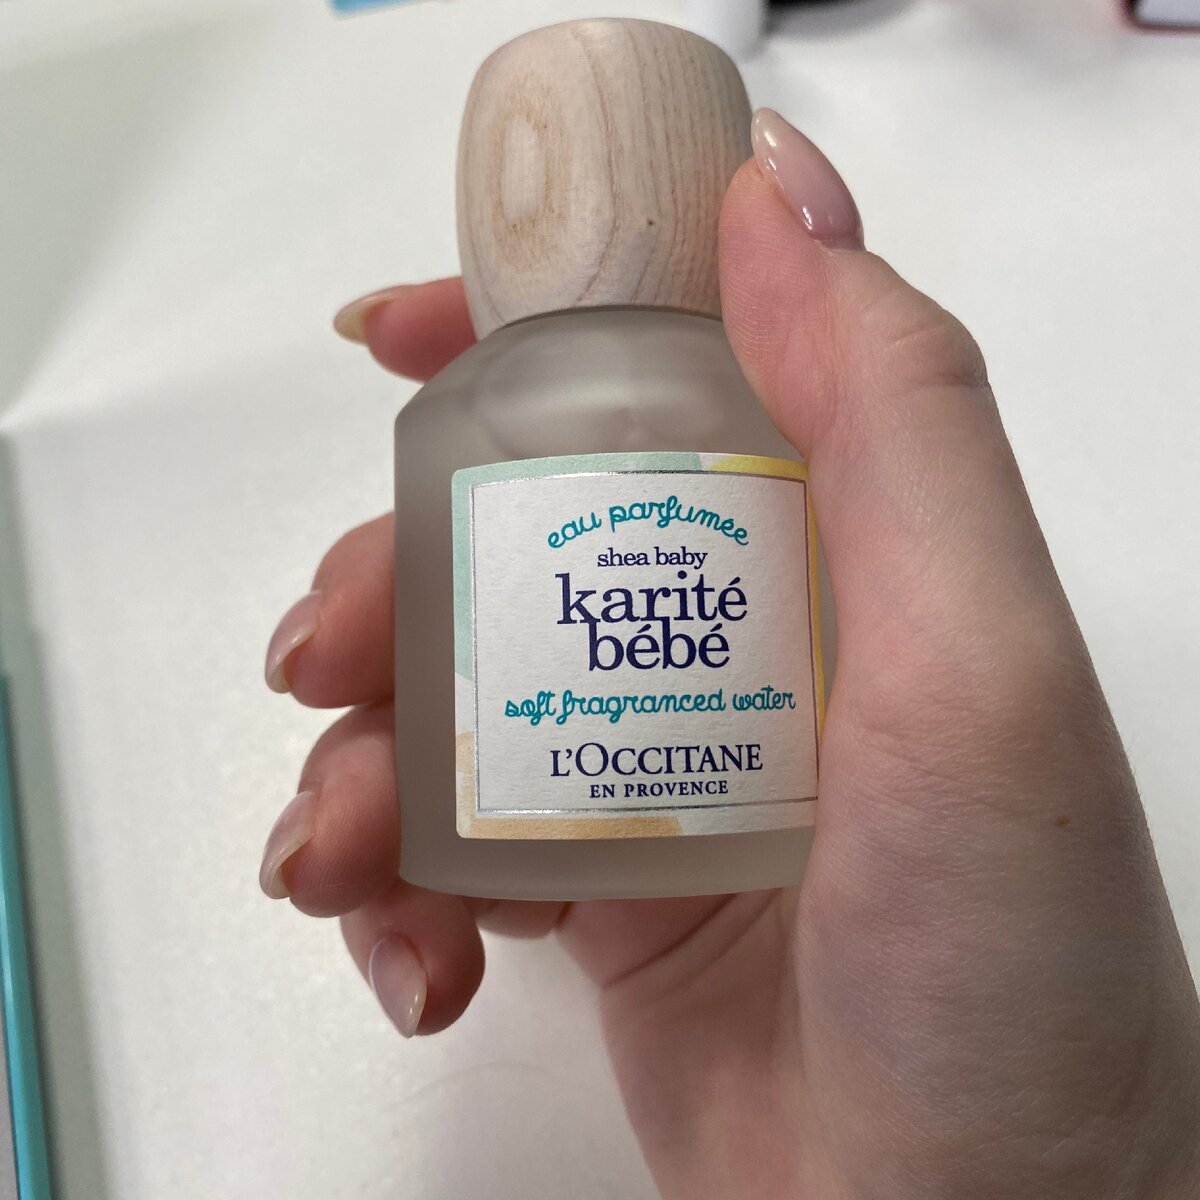 eau parfumée
shea baby
karité
bébé
soft fragranced water
L'OCCITANE
EN PROVENCE